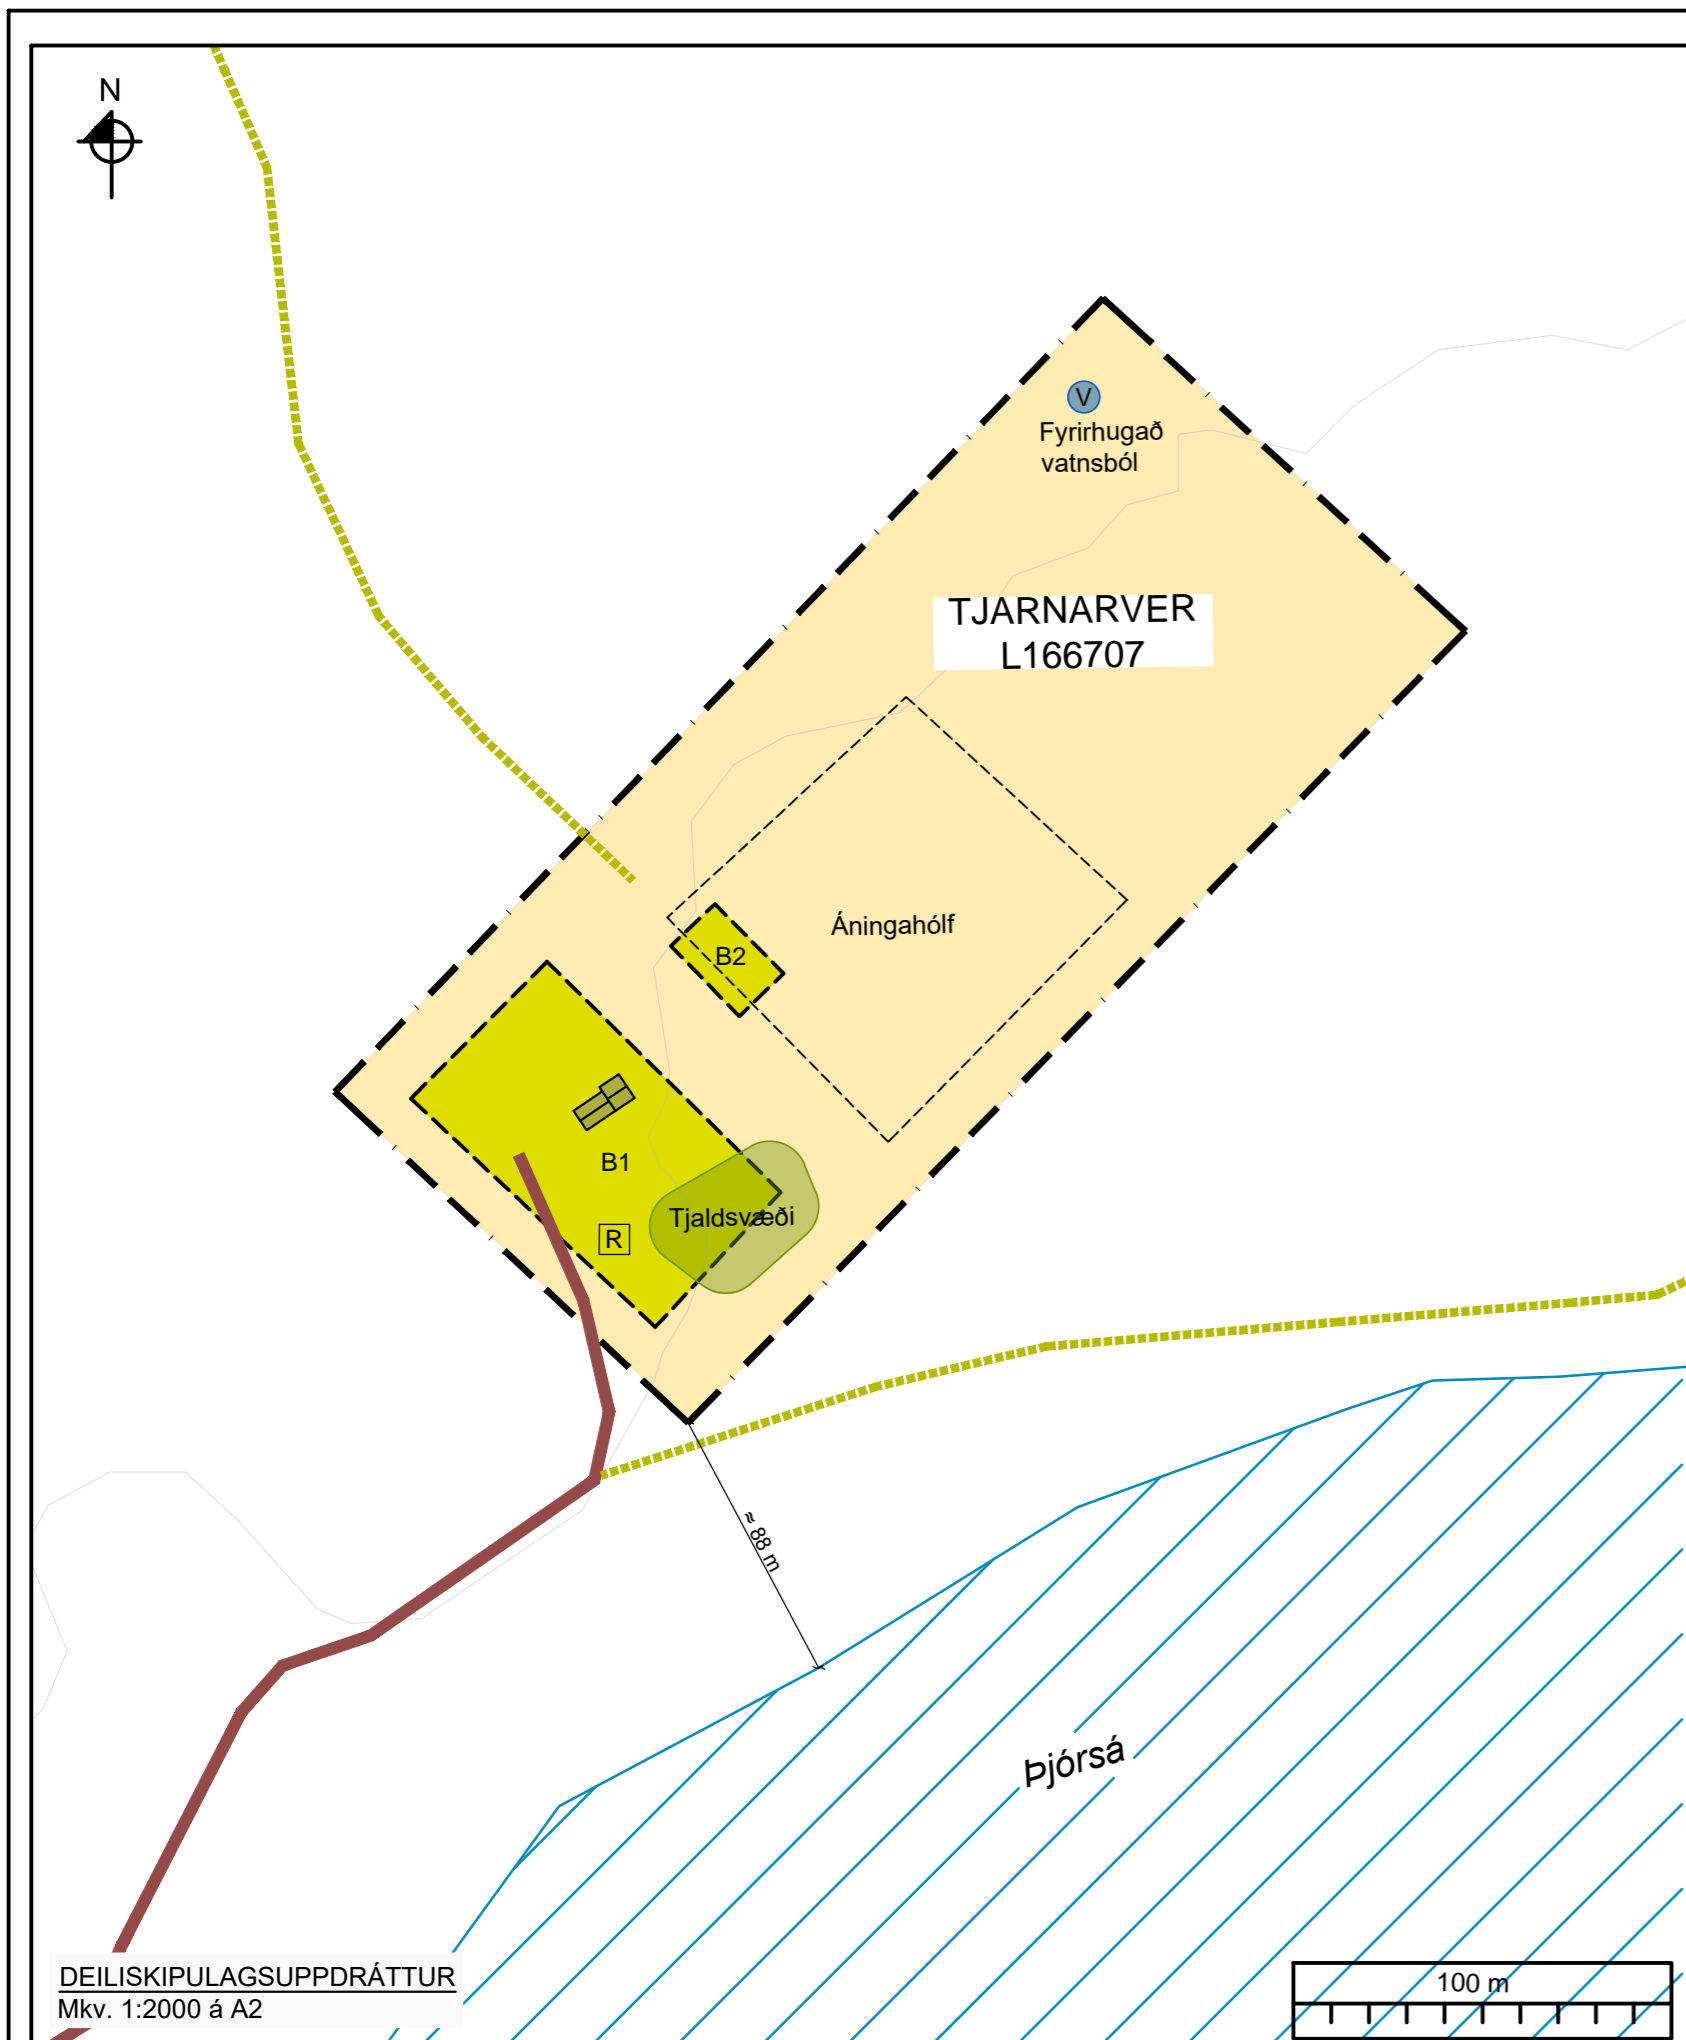 N
V
Fyrirhugað
vatnsból
TJARNARVER
L166707
Áningahólf
B2
B1
Tjaldsvæði
R
≈ 88 m
Þjórsá
DEILISKIPULAGSUPPDRÁTTUR
Mkv. 1:2000 á A2
100 m